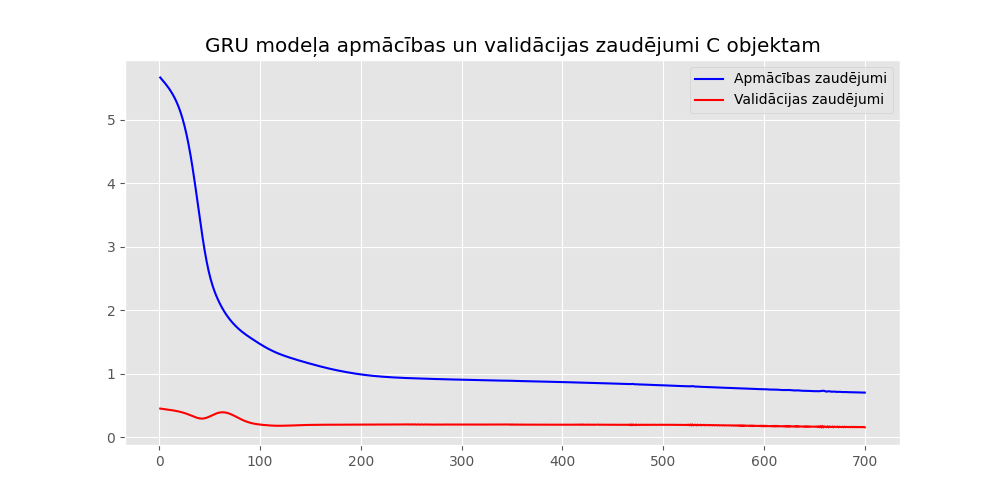 GRU modeļa apmācības un validācijas zaudējumi C objektam
Apmācības zaudējumi
Validācijas zaudējumi
5
4
3
2
1
0
0 100 200 300 400 500 600 700